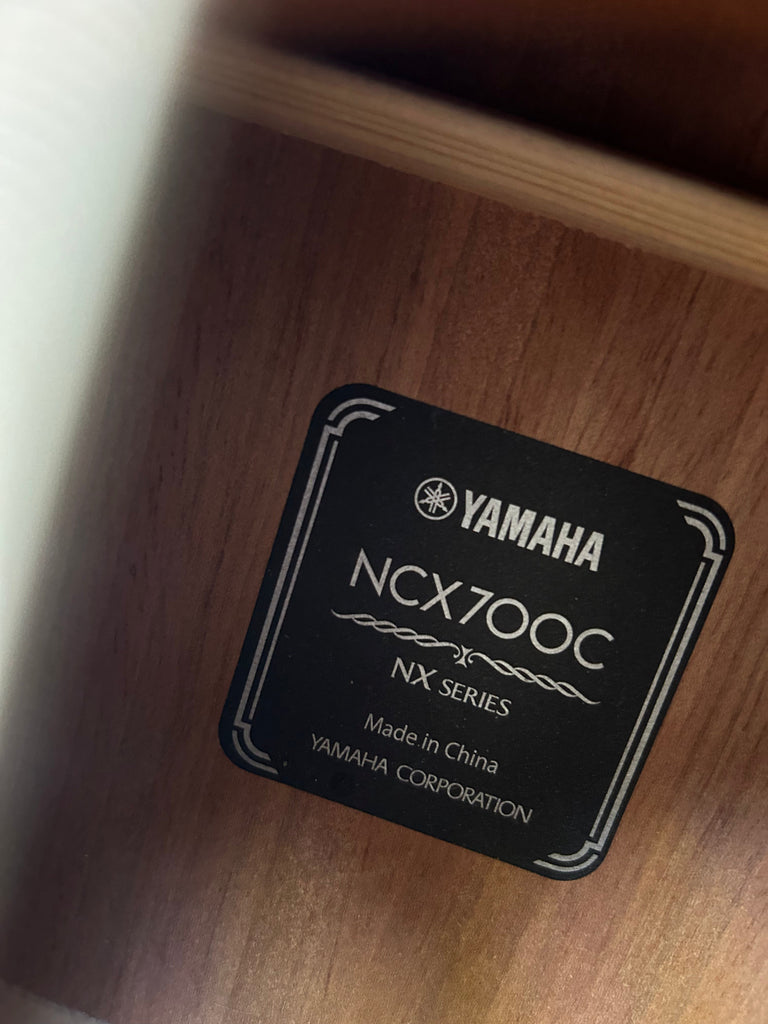 YAMAHA
NCX700C
NX SERIES
Made in China
YAMAHA CORPORATION